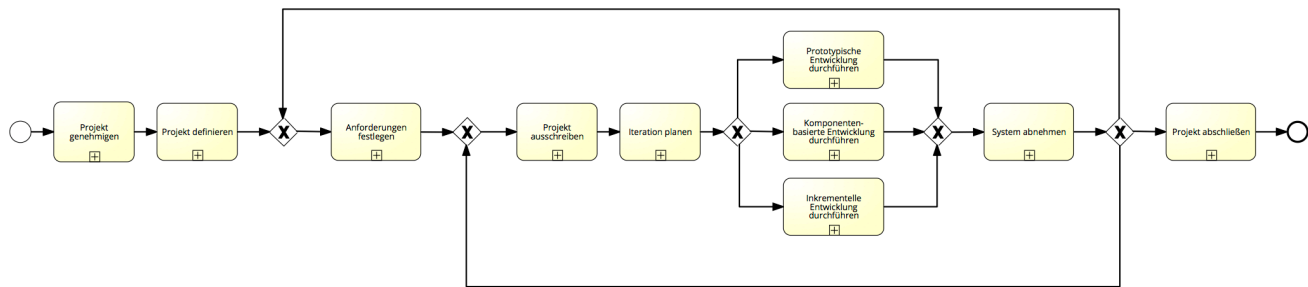 Projekt
genehmigen
Projekt definieren
X
Anforderungen
festlegen
X
Projekt
ausschreiben
Iteration planen
X
Prototypische
Entwicklung
durchführen
Komponenten-
basierte Entwicklung
durchführen
Inkrementelle
Entwicklung
durchführen
X
System abnehmen
X
Projekt abschließen